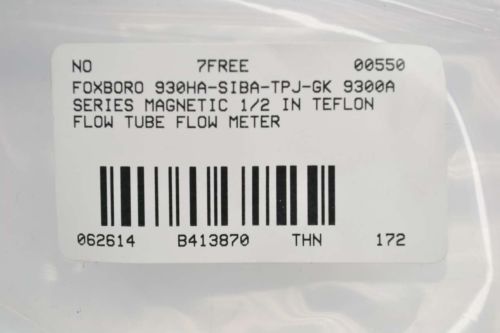 NO 7FREE 00550
FOXBORO 930HA-SIBA-TPJ-GK 9300A
SERIES MAGNETIC 1/2 IN TEFLON
FLOW TUBE FLOW METER
062614 B413870 THN 172